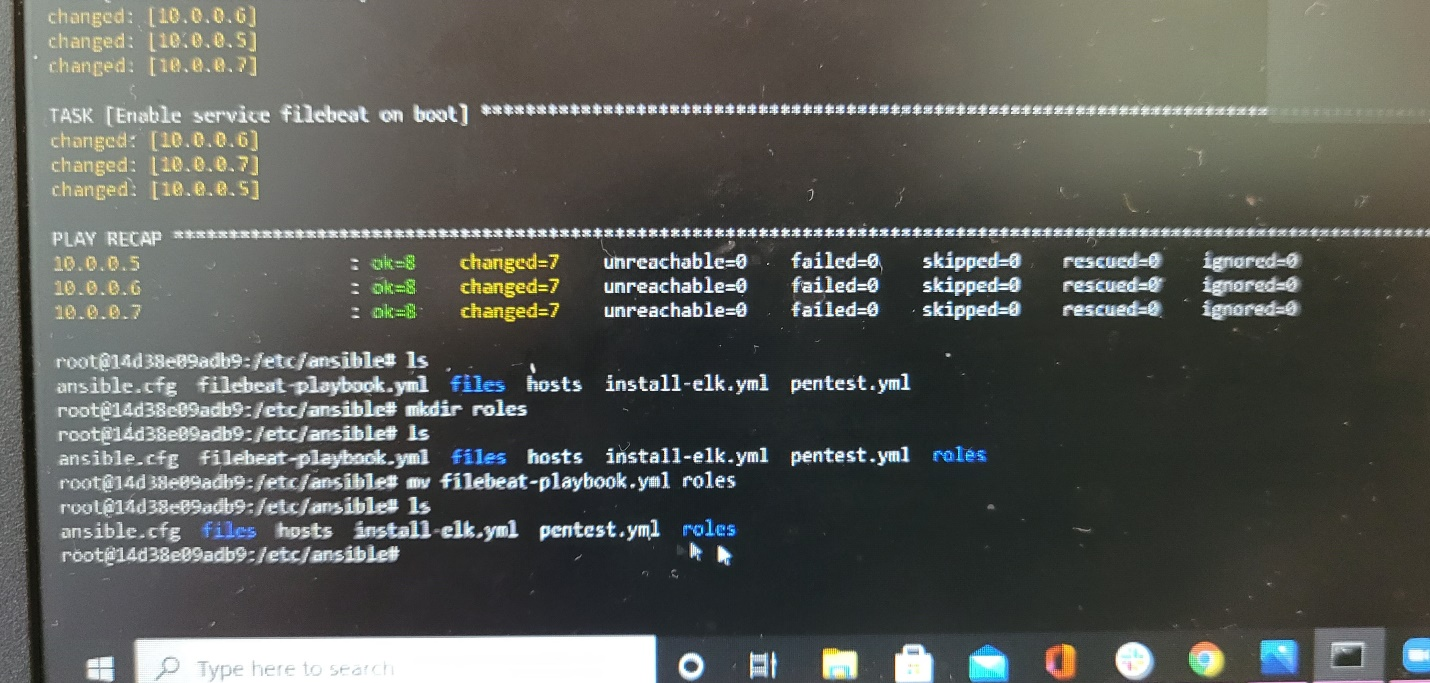 changed: [10.0.0.6]
changed: [10.0.0.5]
changed: [10.0.0.7]
TASK [Enable service filebeat on boot] ******************************************************************************************
changed: [10.0.0.6]
changed: [10.0.0.7]
changed: [10.0.0.5]
PLAY RECAP **********************************************************************************************************************
10.0.0.5 : ok=8 changed=7 unreachable=0 failed=0 skipped=0 rescued=0 ignored=0
10.0.0.6 : ok=8 changed=7 unreachable=0 failed=0 skipped=0 rescued=0 ignored=0
10.0.0.7 : ok=8 changed=7 unreachable=0 failed=0 skipped=0 rescued=0 ignored=0
root@14d38e09adb9:/etc/ansible# ls
ansible.cfg filebeat-playbook.yml files hosts install-elk.yml pentest.yml
root@14d38e09adb9:/etc/ansible# mkdir roles
root@14d38e09adb9:/etc/ansible# ls
ansible.cfg filebeat-playbook.yml files hosts install-elk.yml pentest.yml roles
root@14d38e09adb9:/etc/ansible# mv filebeat-playbook.yml roles
root@14d38e09adb9:/etc/ansible# ls
ansible.cfg files hosts install-elk.yml pentest.yml roles
root@14d38e09adb9:/etc/ansible#
Type here to search